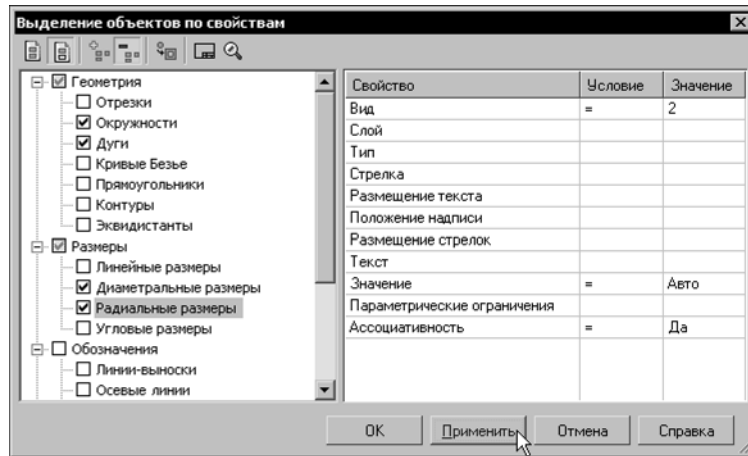 Выделение объектов по свойствам
Геометрия
Отрезки
Окружности
Дуги
Кривые Безье
Прямоугольники
Контуры
Эквидистанты
Размеры
Линейные размеры
Диаметральные размеры
Радиальные размеры
Угловые размеры
Обозначения
Линии-выноски
Осевые линии
Свойство Условие Значение
Вид = 2
Слой
Тип
Стрелка
Размещение текста
Положение надписи
Размещение стрелок
Текст
Значение = Авто
Параметрические ограничения
Ассоциативность = Да
OK Применить Отмена Справка